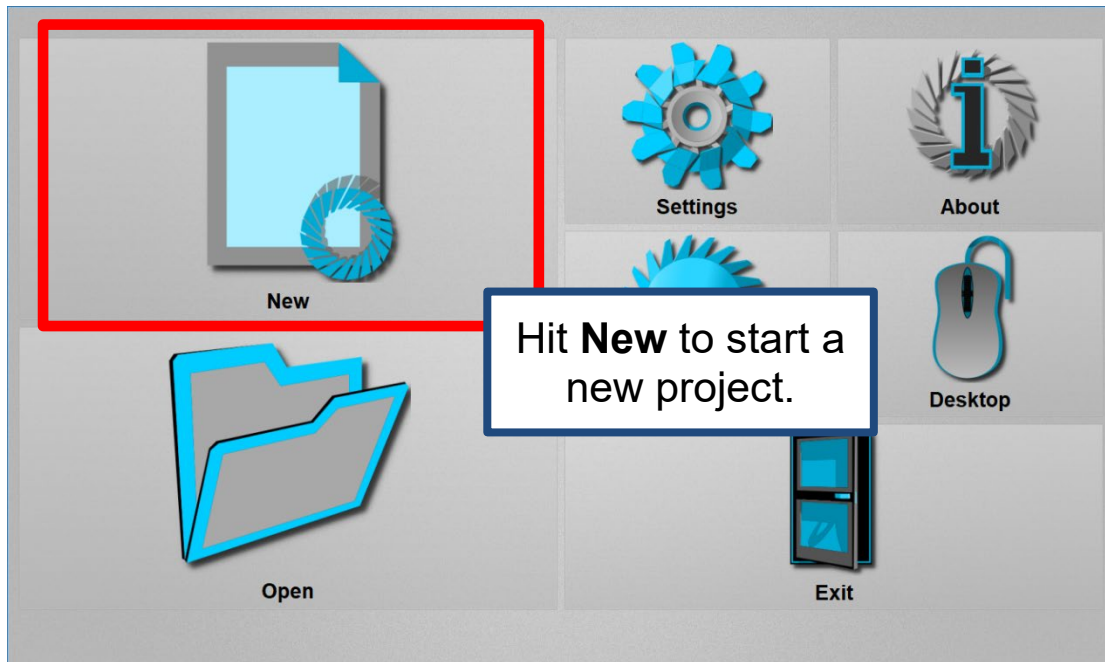 Settings
About
New
Hit New to start a
new project.
Desktop
Open
Exit